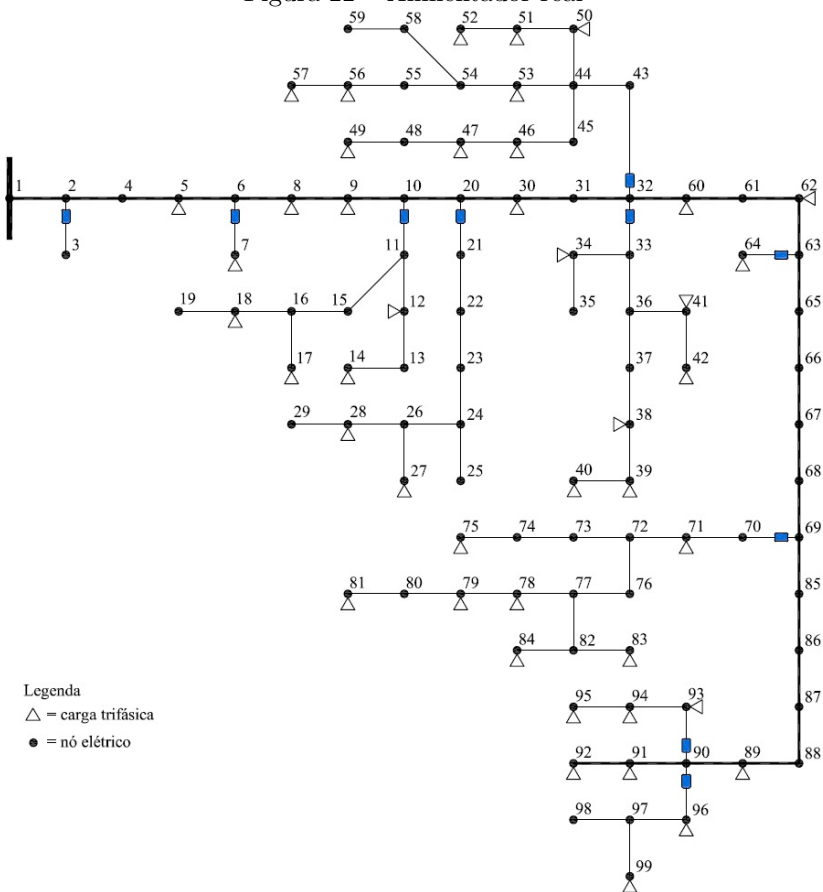 Figura – Alimentador real
59 58 52 51 50
57 56 55 54 53 44 43
49 48 47 46 45
1 2 4 5 6 8 9 10 20 30 31 32 60 61 62
3 7 11 21 34 33 64 63
19 18 16 15 12 22 35 36 41 65
17 14 13 23 37 42 66
29 28 26 24 38 67
27 25 40 39 68
75 74 73 72 71 70 69
81 80 79 78 77 76 85
84 82 83 86
Legenda
= carga trifásica
= nó elétrico
95 94 93 87
92 91 90 89 88
98 97 96
99